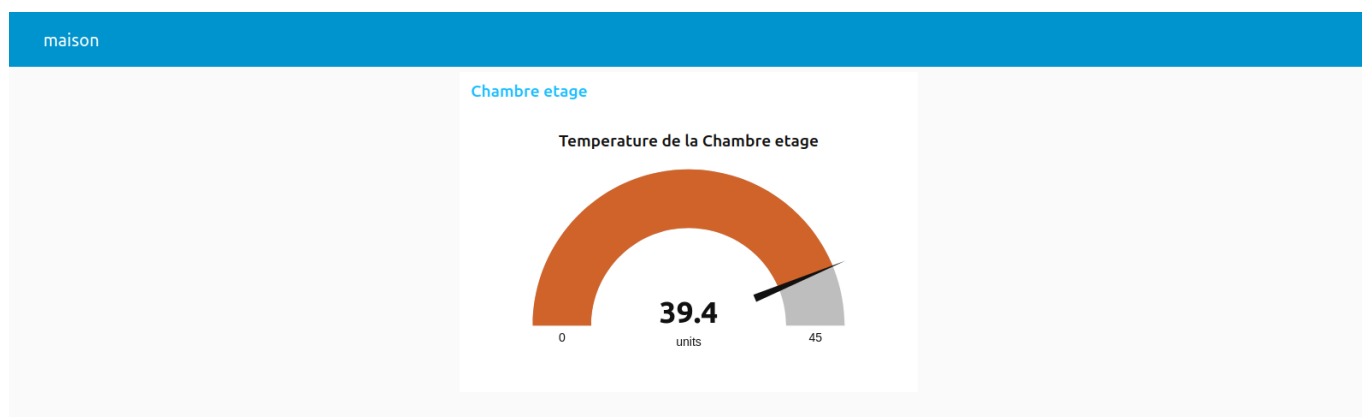 maison
Chambre etage
Temperature de la Chambre etage
39.4
units
0
45